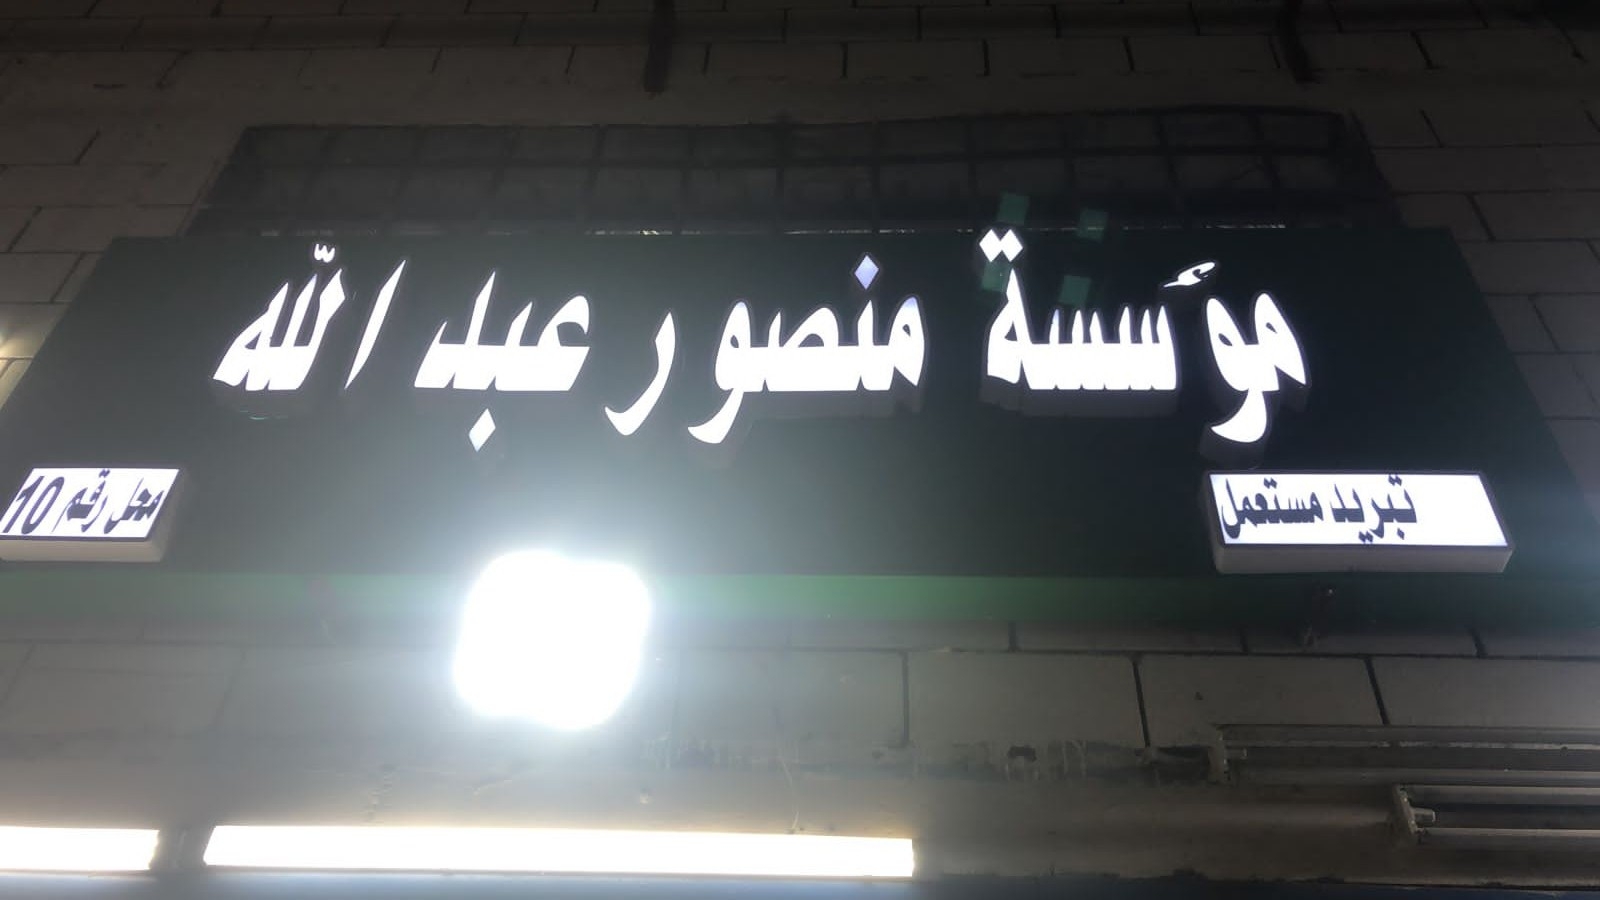 مؤسسة منصور عبد الله
تبريد مستعمل
محل رقم 10